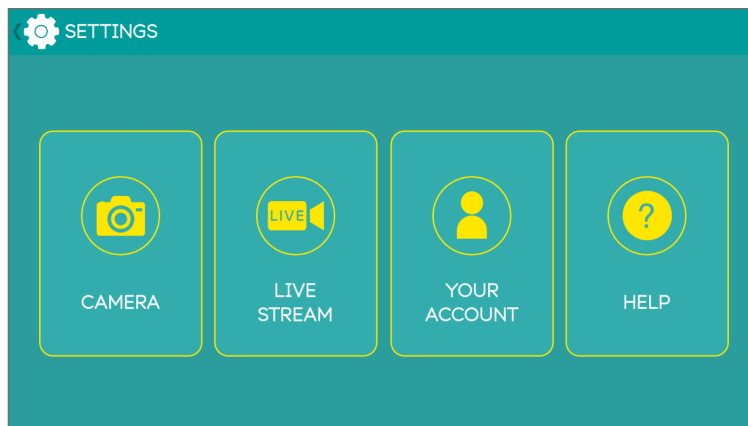 SETTINGS
CAMERA
LIVE
LIVE
STREAM
YOUR
ACCOUNT
?
HELP